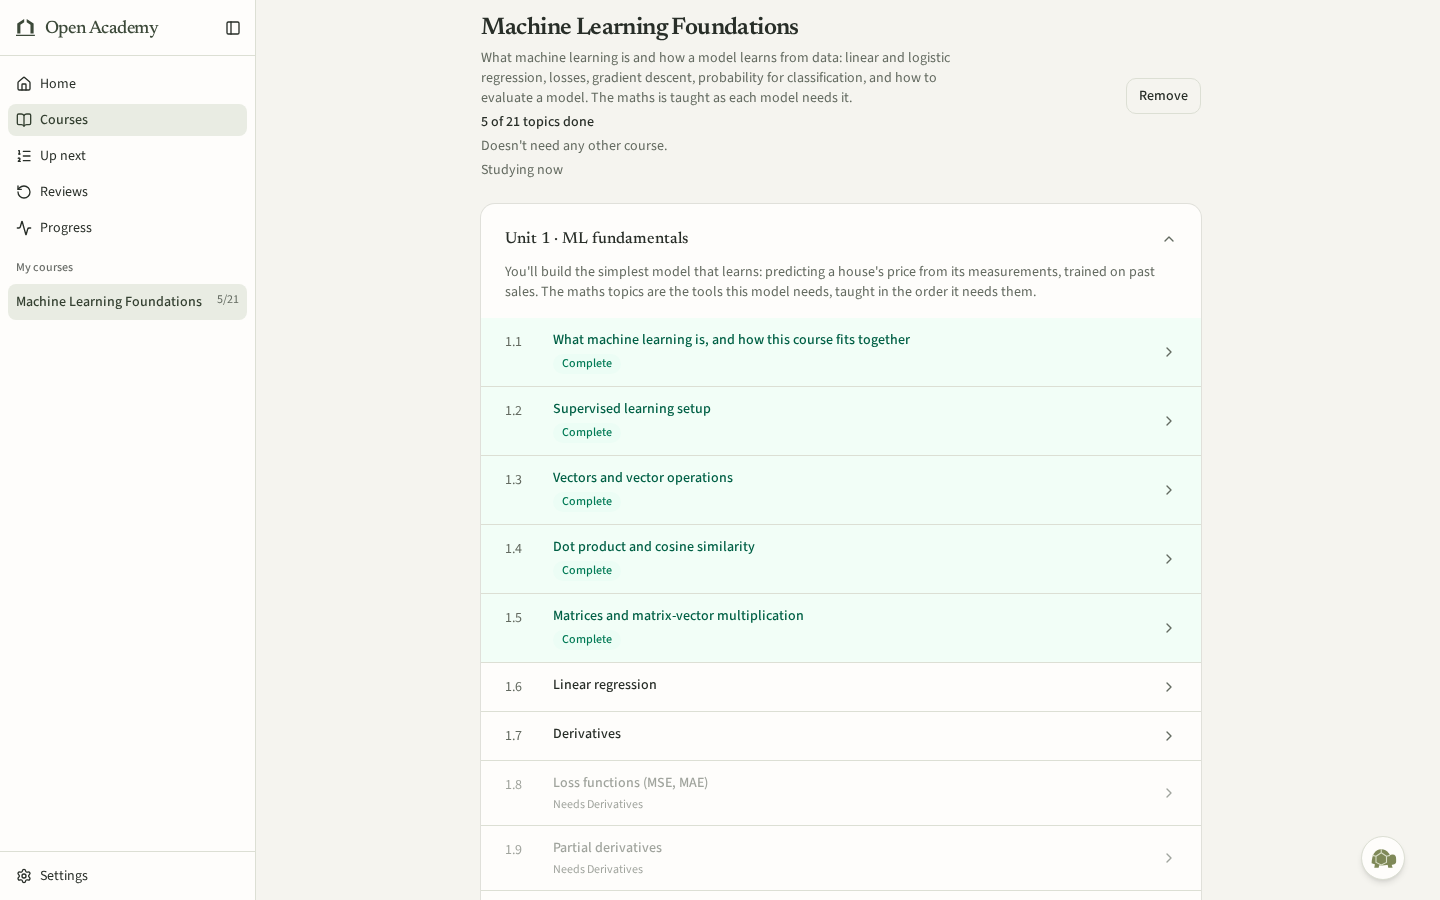 Open Academy
Home
Courses
Up next
Reviews
Progress
My courses
Machine Learning Foundations 5/21
Settings
Machine Learning Foundations
What machine learning is and how a model learns from data: linear and logistic
regression, losses, gradient descent, probability for classification, and how to
evaluate a model. The maths is taught as each model needs it.
5 of 21 topics done
Doesn't need any other course.
Studying now
Remove
Unit 1 · ML fundamentals
You'll build the simplest model that learns: predicting a house's price from its measurements, trained on past
sales. The maths topics are the tools this model needs, taught in the order it needs them.
1.1 What machine learning is, and how this course fits together
Complete
1.2 Supervised learning setup
Complete
1.3 Vectors and vector operations
Complete
1.4 Dot product and cosine similarity
Complete
1.5 Matrices and matrix-vector multiplication
Complete
1.6 Linear regression
1.7 Derivatives
1.8 Loss functions (MSE, MAE)
Needs Derivatives
1.9 Partial derivatives
Needs Derivatives